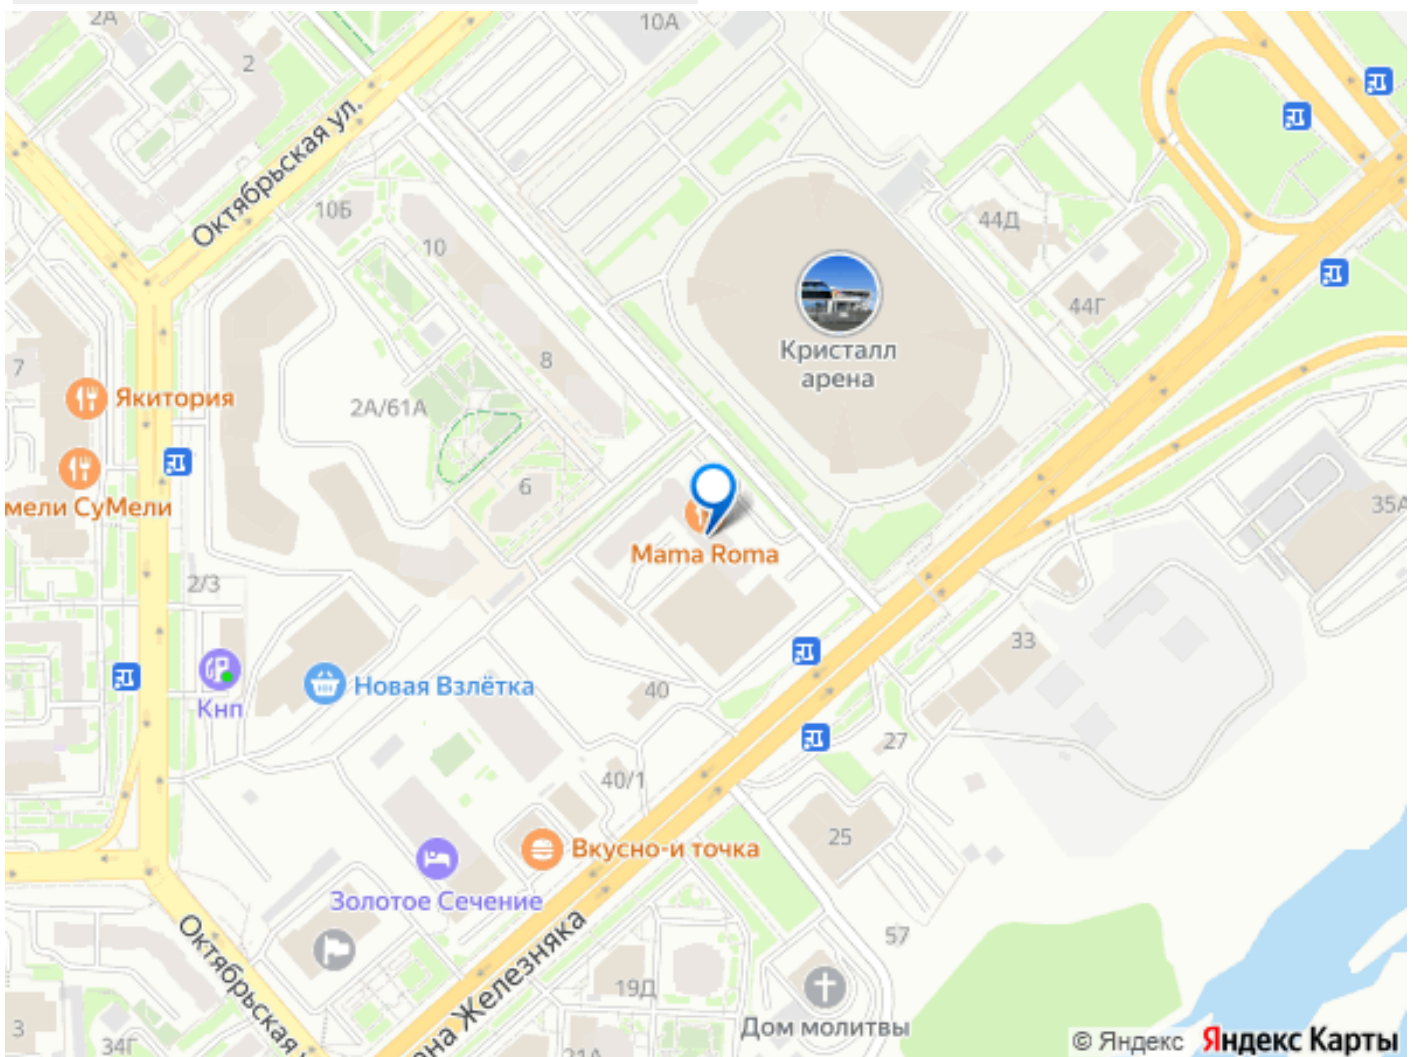 2А
10А
2
Октябрьская ул.
10Б
10
44Д
44Г
Кристалл
арена
8
7
Якитория
2А/61А
6
мели СуМели
35А
Mama Roma
2/3
33
Новая Взлётка
40
Кнп
27
40/1
25
Вкусно-и точка
Золотое Сечение
Октябрьская
57
она Железняка
19Д
Дом молитвы
3
34Г
21А
© Яндекс Яндекс Карты